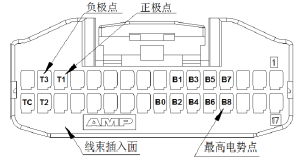 负极点 正极点
T3 T1 B1 B3 B5 B7 1
TC T2 B0 B2 B4 B6 B8 17
AMP
线束插入面 最高电势点